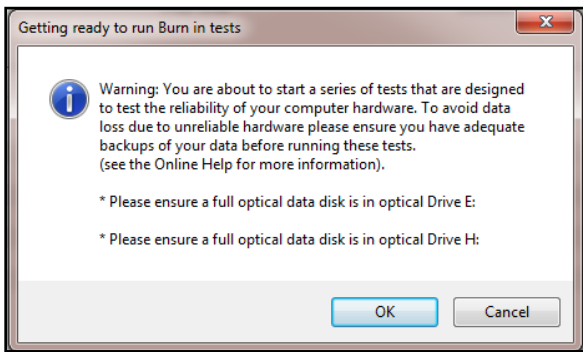 Getting ready to run Burn in tests
Warning: You are about to start a series of tests that are designed
to test the reliability of your computer hardware. To avoid data
loss due to unreliable hardware please ensure you have adequate
backups of your data before running these tests.
(see the Online Help for more information).
* Please ensure a full optical data disk is in optical Drive E:
* Please ensure a full optical data disk is in optical Drive H:
OK
Cancel